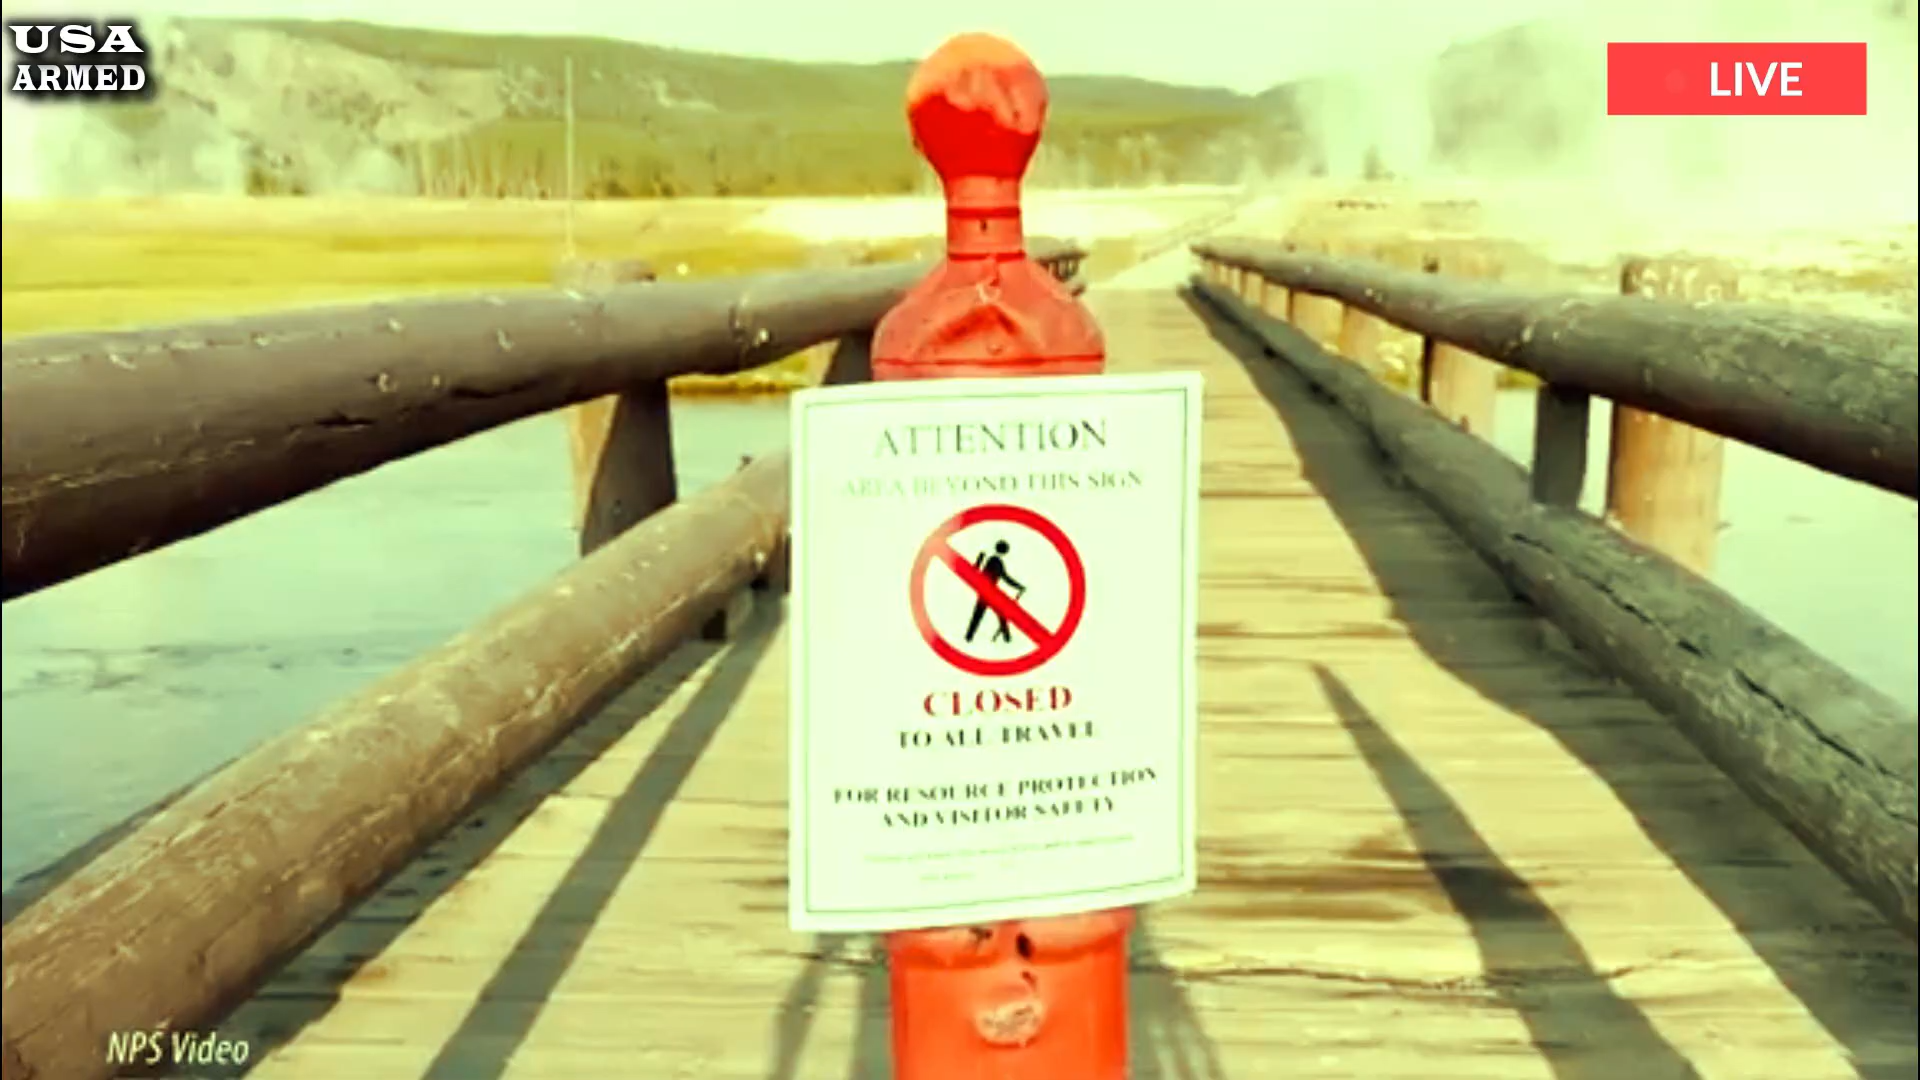 USA
ARMED
LIVE
ATTENTION
AREA BEYOND THIS SIGN
CLOSED
TO ALL TRAVEL
FOR RESOURCE PROTECTION
AND VISITOR SAFETY
NPS Video